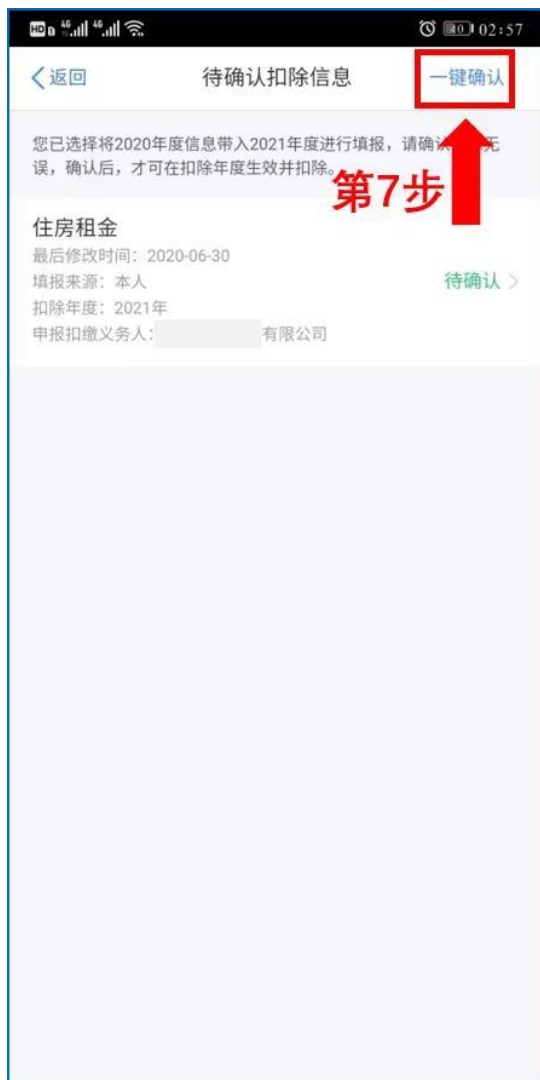 HD 4G 4G 40 02:57
返回 待确认扣除信息 一键确认
您已选择将2020年度信息带入2021年度进行填报，请确认 无
误，确认后，才可在扣除年度生效并扣除。
第7步
住房租金
最后修改时间：2020-06-30
填报来源：本人
待确认
扣除年度：2021年
申报扣缴义务人： 有限公司